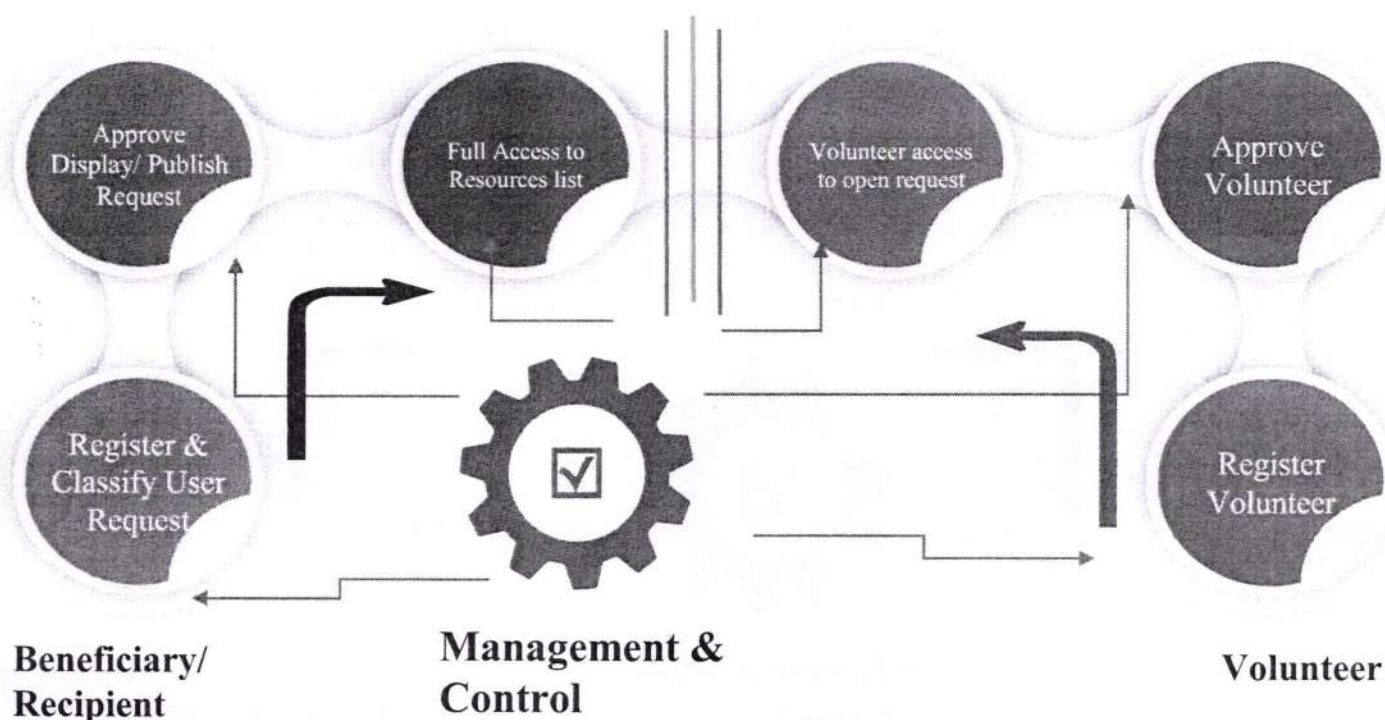 Approve
Display/ Publish
Request
Full Access to
Resources list
Volunteer access
to open request
Approve
Volunteer
Register &
Classify User
Request
Register
Volunteer
Beneficiary/
Recipient
Management &
Control
Volunteer